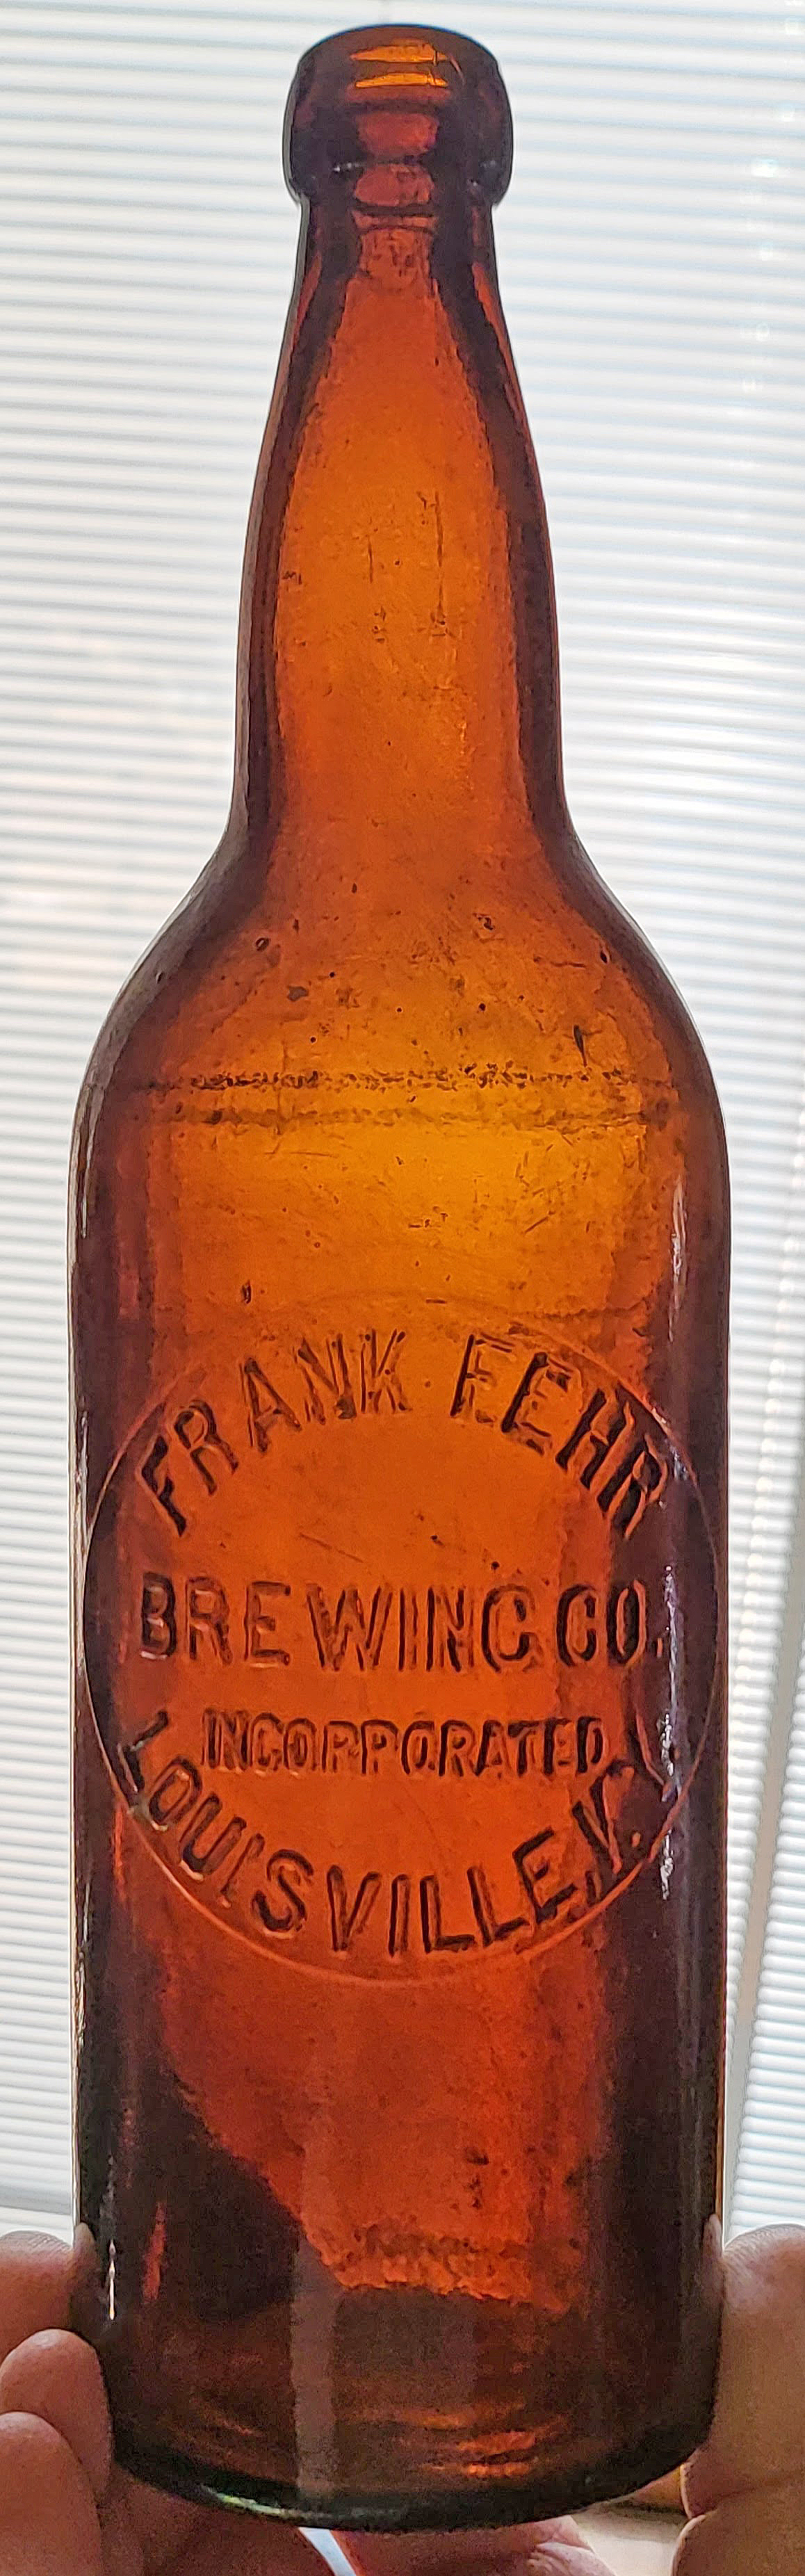 FRANK FEHR
BREWING CO.
INCORPORATED
LOUISVILLE, KY.